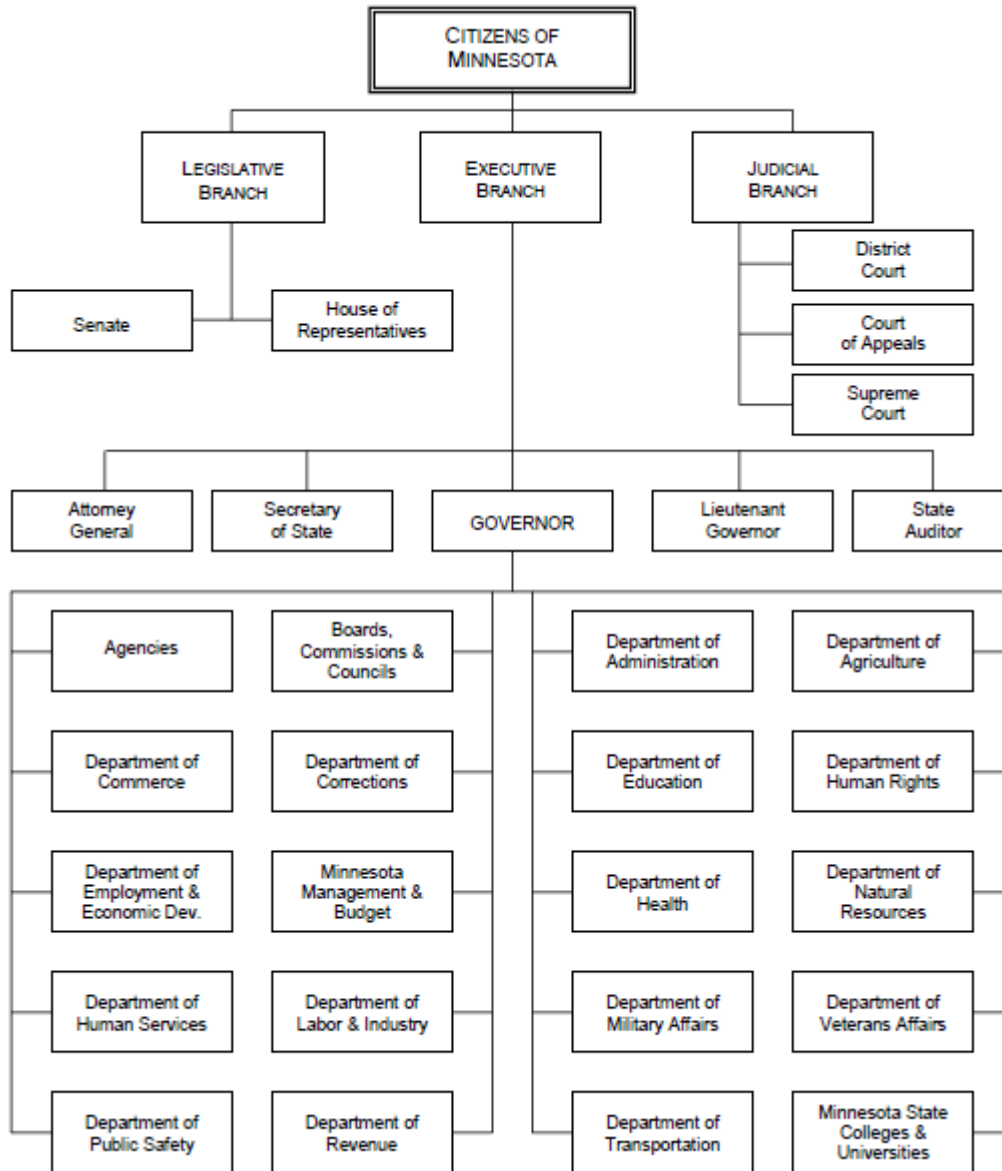 CITIZENS OF
MINNESOTA
LEGISLATIVE
BRANCH
EXECUTIVE
BRANCH
JUDICIAL
BRANCH
District
Court
Senate
House of
Representatives
Court
of Appeals
Supreme
Court
Attorney
General
Secretary
of State
GOVERNOR
Lieutenant
Governor
State
Auditor
Agencies
Boards,
Commissions &
Councils
Department of
Administration
Department of
Agriculture
Department of
Commerce
Department of
Corrections
Department of
Education
Department of
Human Rights
Department of
Employment &
Economic Dev.
Minnesota
Management &
Budget
Department of
Health
Department of
Natural
Resources
Department of
Human Services
Department of
Labor & Industry
Department of
Military Affairs
Department of
Veterans Affairs
Department of
Public Safety
Department of
Revenue
Department of
Transportation
Minnesota State
Colleges &
Universities